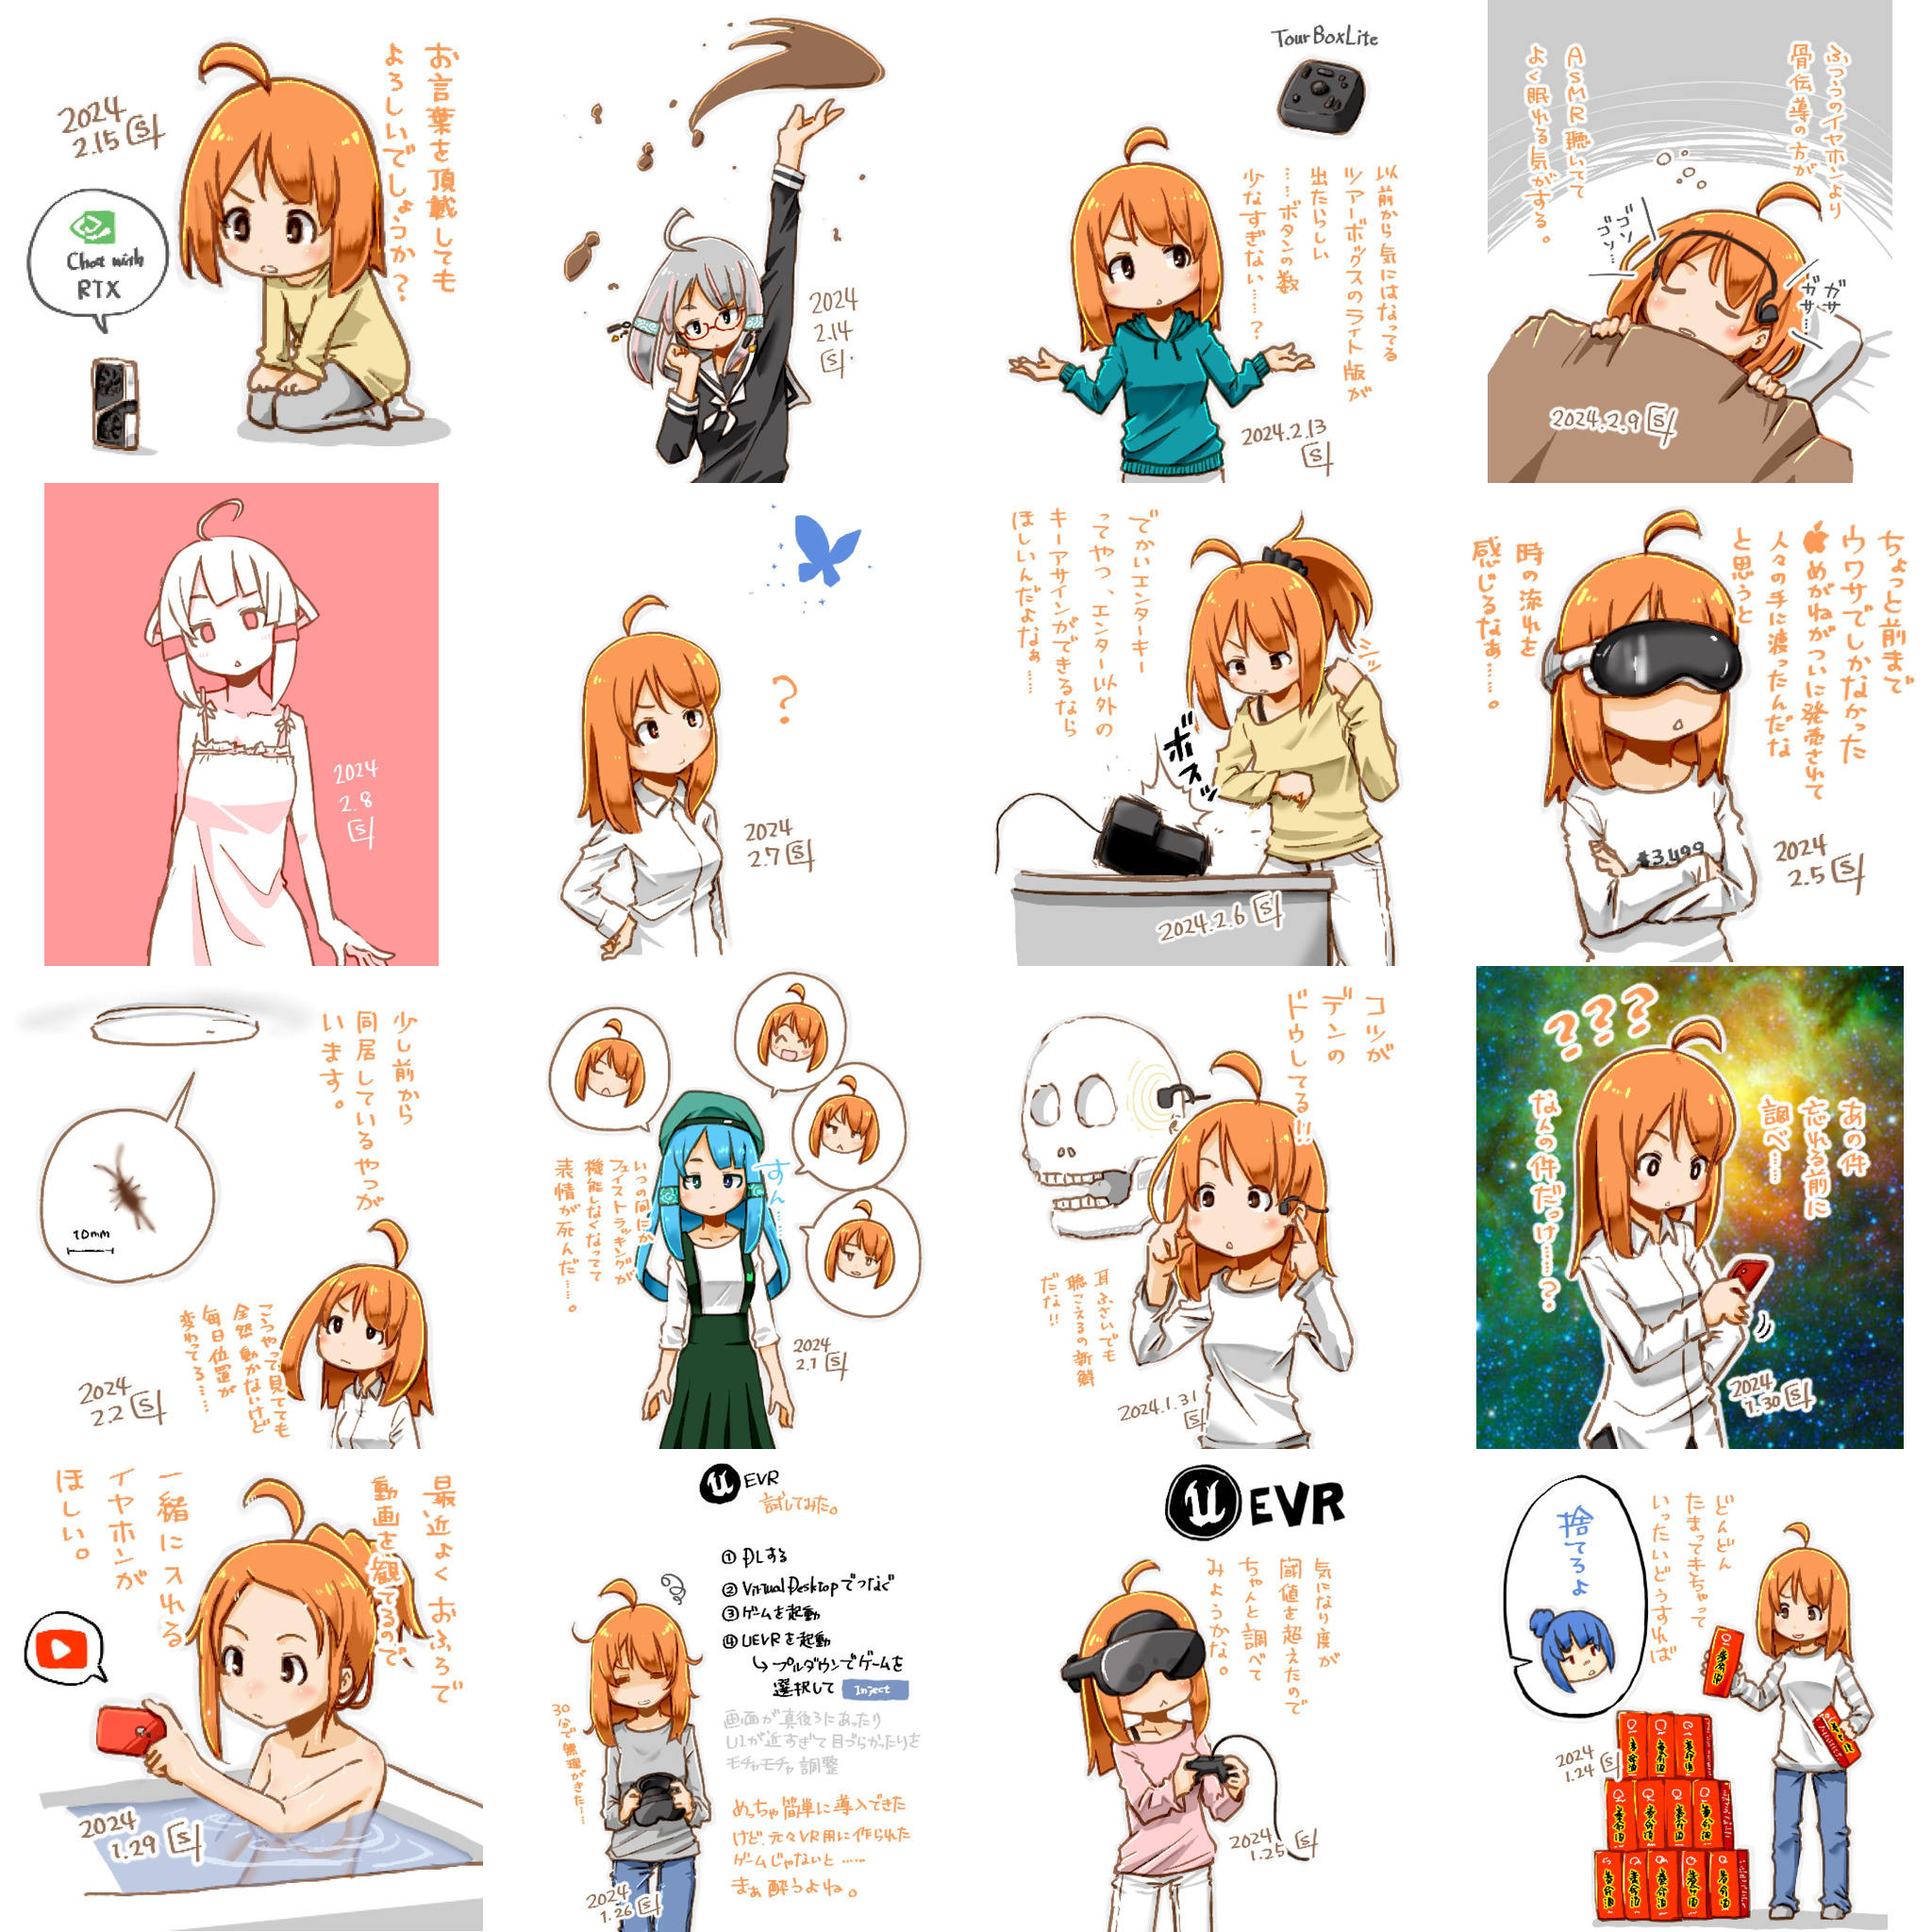 お言葉を頂載しても
よろしいでしょうか?
2024
2.15 S
Chat with
RTX
2024
2.14
S
TourBoxLite
以前から気にはなってる
ツアーボックスのライト版が
出たらしい
……ボタンの数
少なすぎない……?
2024.2.13
S
ふつうのイヤホンより
骨伝導の方が
ASMR聴いてて
よく眠れる気がする。
ゴソ
ゴソ…
ガサ
ガサ…
2024.2.9 S
2024
2.8
S
?
2024
2.7 S
でかいエンターキー
ってやつ、エンター以外の
キーアサインができるなら
ほしいんだよなぁ……
ボスッ
2024.2.6 S
ちょっと前まで
ウワサでしかなかった
めがねがついに発売されて
人々の手に渡ったんだな
と思うと
時の流れを
感じるなぁ……。
$3,499
2024
2.5 S
少し前から
同居しているやつが
います。
10mm
こうやって見てても
全然動かないけど
毎日位置が
変わってる……
2024
2.2 S
すん……
いつの間にか
フェイストラッキングが
機能しなくなってて
表情が死んだ……。
2024
2.1 S
コツが
デンの
ドウしてる!!
耳ふさいでも
聴こえるの新鮮
だな!!
2024.1.31
S
???
あの件
忘れる前に
調べ……
なんの件だっけ……?
2024
1.30 S
最近よくおふろで
動画を観てるので
一緒に入れる
イヤホンが
ほしい。
2024
1.29 S
EVR
試してみた。
① DLする
② Virtual Desktopでつなぐ
③ ゲームを起動
④ UEVRを起動
↳プルダウンでゲームを
選択して Inject
画面が真後ろにあったり
UIが近すぎて目づらかったりを
モチャモチャ調整
めっちゃ簡単に導入できた
けど、元々VR用に作られた
ゲームじゃないと……
まぁ酔うよね。
30分で無理がきた……
2024
1.26 S
EVR
気になり度が
閾値を超えたので
ちゃんと調べて
みようかな。
2024
1.25 S
捨てろよ
どんどん
たまってきちゃって
いったいどうすれば
2024
1.24 S